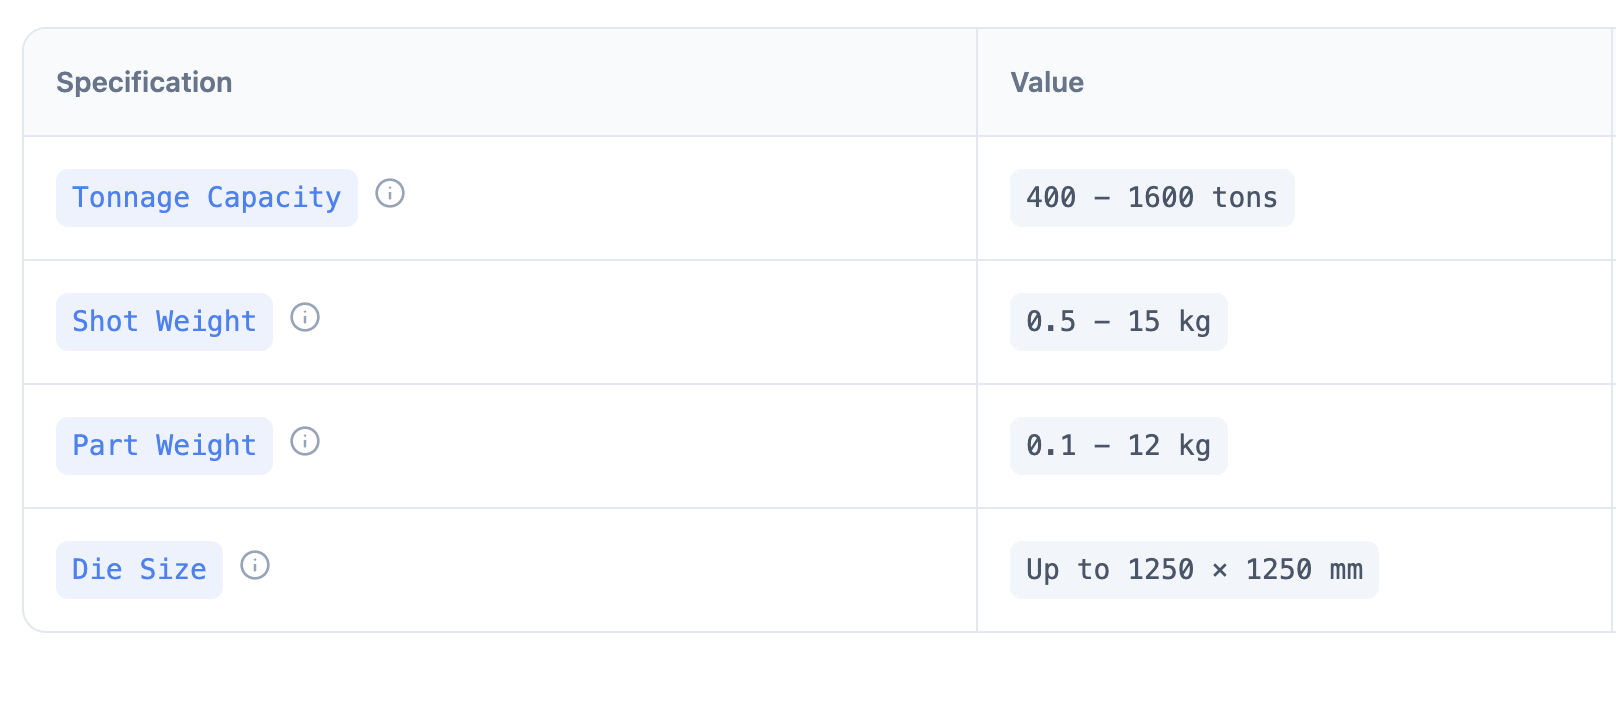 Specification Value
Tonnage Capacity 400 – 1600 tons
Shot Weight 0.5 – 15 kg
Part Weight 0.1 – 12 kg
Die Size Up to 1250 × 1250 mm